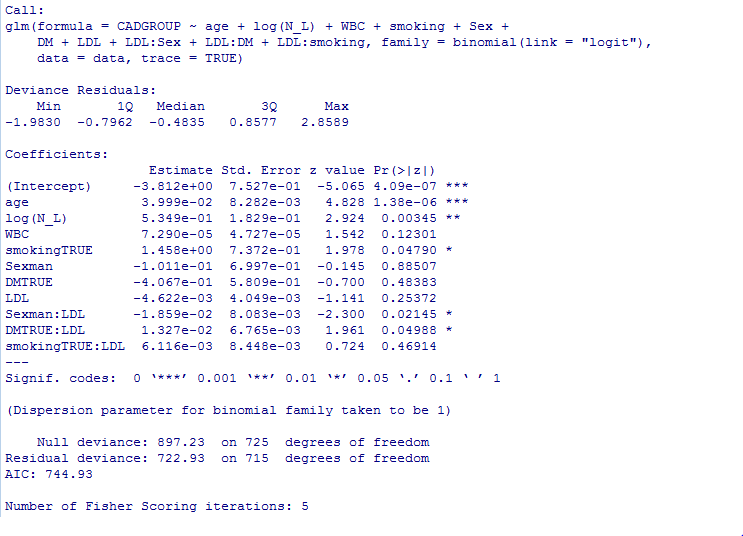 Call:
glm(formula = CADGROUP ~ age + log(N_L) + WBC + smoking + Sex +
    DM + LDL + LDL:Sex + LDL:DM + LDL:smoking, family = binomial(link = "logit"),
    data = data, trace = TRUE)

Deviance Residuals:
    Min       1Q   Median       3Q      Max
-1.9830  -0.7962  -0.4835   0.8577   2.8589

Coefficients:
                  Estimate Std. Error z value Pr(>|z|)
(Intercept)     -3.812e+00  7.527e-01  -5.065 4.09e-07 ***
age              3.999e-02  8.282e-03   4.828 1.38e-06 ***
log(N_L)         5.349e-01  1.829e-01   2.924  0.00345 **
WBC              7.290e-05  4.727e-05   1.542  0.12301
smokingTRUE      1.458e+00  7.372e-01   1.978  0.04790 *
Sexman          -1.011e-01  6.997e-01  -0.145  0.88507
DMTRUE          -4.067e-01  5.809e-01  -0.700  0.48383
LDL             -4.622e-03  4.049e-03  -1.141  0.25372
Sexman:LDL      -1.859e-02  8.083e-03  -2.300  0.02145 *
DMTRUE:LDL       1.327e-02  6.765e-03   1.961  0.04988 *
smokingTRUE:LDL  6.116e-03  8.448e-03   0.724  0.46914
---
Signif. codes:  0 ‘***’ 0.001 ‘**’ 0.01 ‘*’ 0.05 ‘.’ 0.1 ‘ ’ 1

(Dispersion parameter for binomial family taken to be 1)

    Null deviance: 897.23  on 725  degrees of freedom
Residual deviance: 722.93  on 715  degrees of freedom
AIC: 744.93

Number of Fisher Scoring iterations: 5